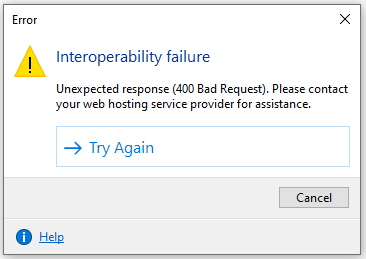 Error
Interoperability failure
Unexpected response (400 Bad Request). Please contact
your web hosting service provider for assistance.
Try Again
Cancel
Help